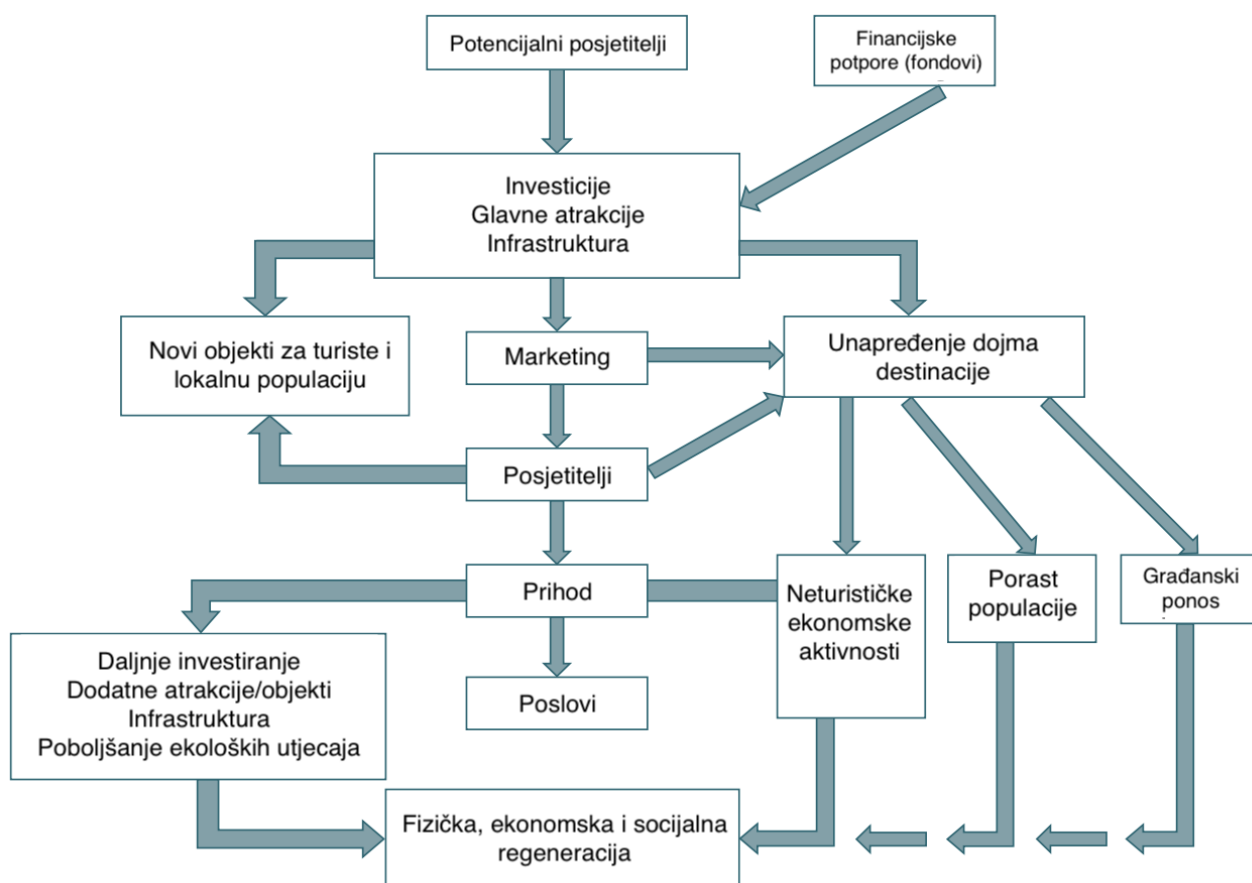 Potencijalni posjetitelji
Financijske
potpore (fondovi)
Investicije
Glavne atrakcije
Infrastruktura
Novi objekti za turiste i
lokalnu populaciju
Marketing
Unapređenje dojma
destinacije
Posjetitelji
Prihod
Neturističke
ekonomske
aktivnosti
Porast
populacije
Građanski
ponos
Daljnje investiranje
Dodatne atrakcije/objekti
Infrastruktura
Poboljšanje ekoloških utjecaja
Poslovi
Fizička, ekonomska i socijalna
regeneracija